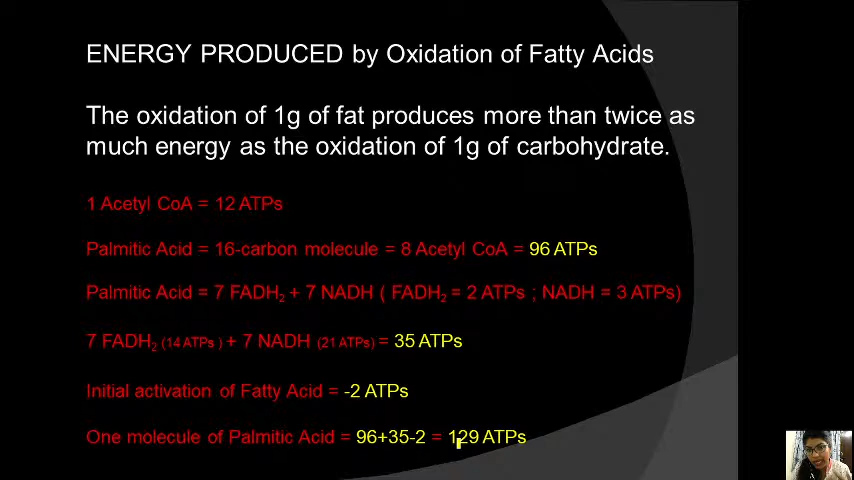 ENERGY PRODUCED by Oxidation of Fatty Acids
The oxidation of 1g of fat produces more than twice as
much energy as the oxidation of 1g of carbohydrate.
1 Acetyl CoA = 12 ATPs
Palmitic Acid = 16-carbon molecule = 8 Acetyl CoA = 96 ATPs
Palmitic Acid = 7 FADH₂ + 7 NADH ( FADH₂ = 2 ATPs ; NADH = 3 ATPs)
7 FADH₂ (14 ATPs ) + 7 NADH (21 ATPs) = 35 ATPs
Initial activation of Fatty Acid = -2 ATPs
One molecule of Palmitic Acid = 96+35-2 = 129 ATPs